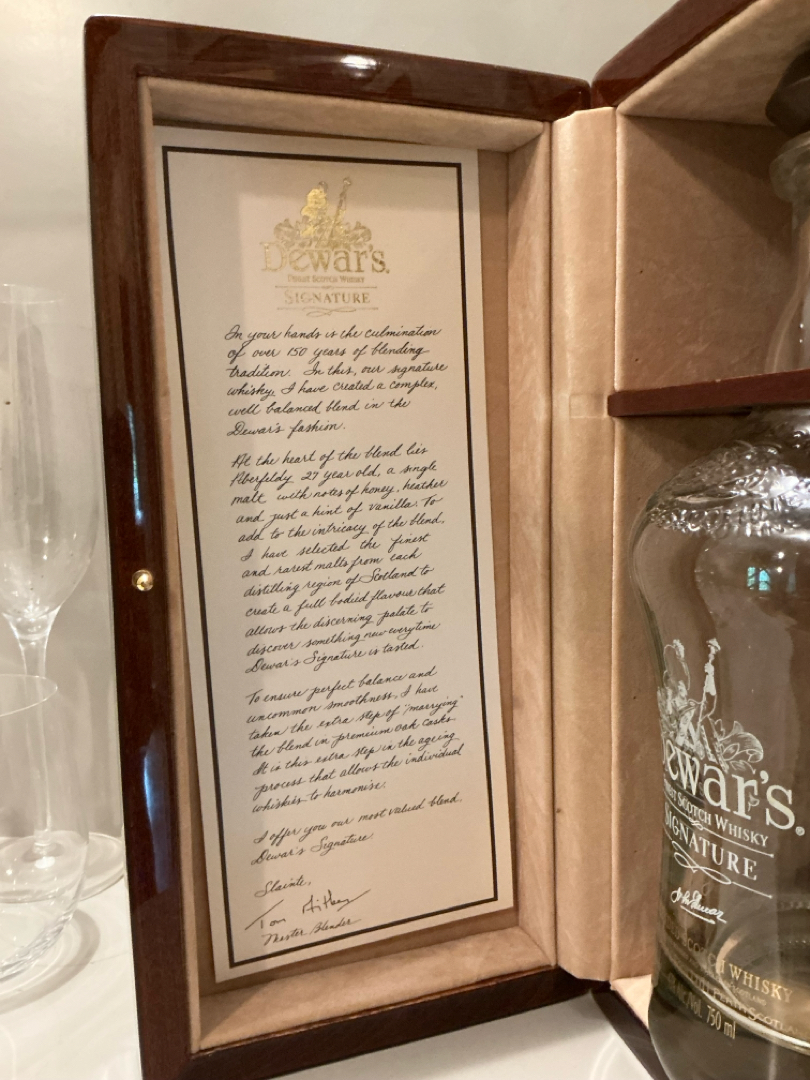 Dewar's.
FINEST SCOTCH WHISKY
SIGNATURE
In your hands is the culmination
of over 150 years of blending
tradition. In this, our signature
whisky, I have created a complex,
well balanced blend in the
Dewar's fashion.
At the heart of the blend lies
Aberfeldy 27 year old, a single
malt with notes of honey, heather
and just a hint of vanilla. To
add to the intricacy of the blend,
I have selected the finest
and rarest malts from each
distilling region of Scotland to
create a full bodied flavour that
allows the discerning palate to
discover something new everytime
Dewar's Signature is tasted.
To ensure perfect balance and
uncommon smoothness, I have
taken the extra step of "marrying"
the blend in premium oak casks.
It is this extra step in the ageing
process that allows the individual
whiskies to harmonise.
I offer you our most valued blend,
Dewar's Signature.
Slainte,
Tom Aitken
Master Blender
ewar's®
ST SCOTCH WHISKY
SIGNATURE
SCOTCH WHISKY
750 ml